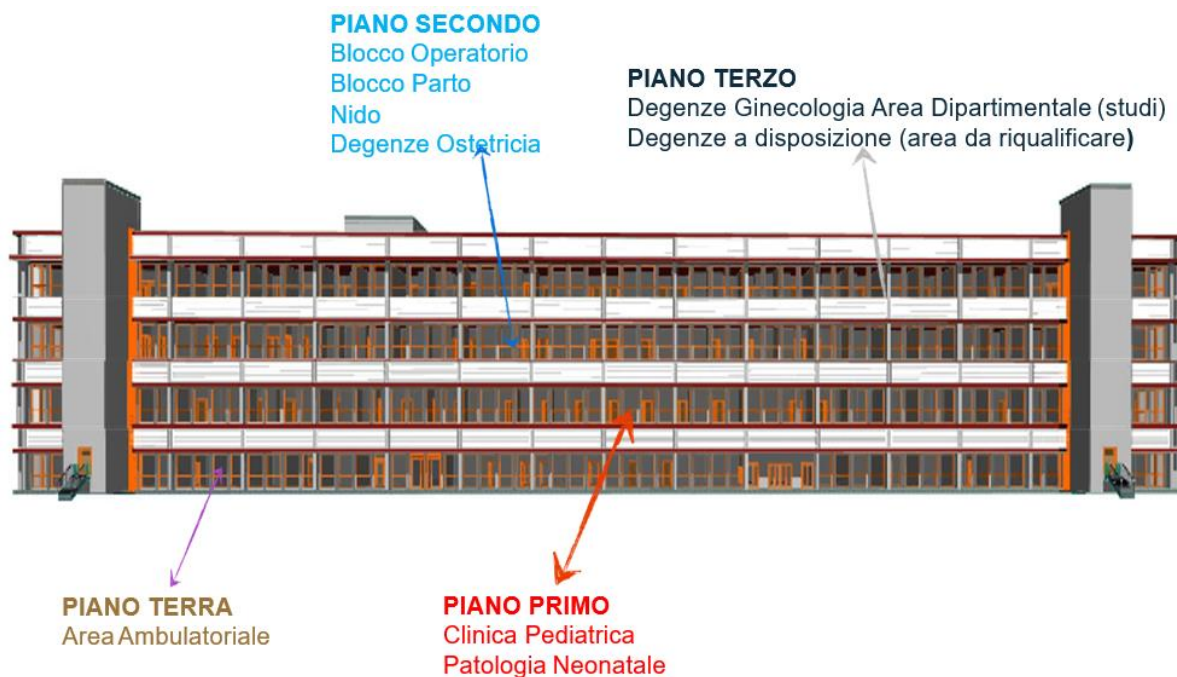 PIANO SECONDO
Blocco Operatorio
Blocco Parto
Nido
Degenze Ostetricia
PIANO TERZO
Degenze Ginecologia Area Dipartimentale (studi)
Degenze a disposizione (area da riqualificare)
PIANO TERRA
Area Ambulatoriale
PIANO PRIMO
Clinica Pediatrica
Patologia Neonatale